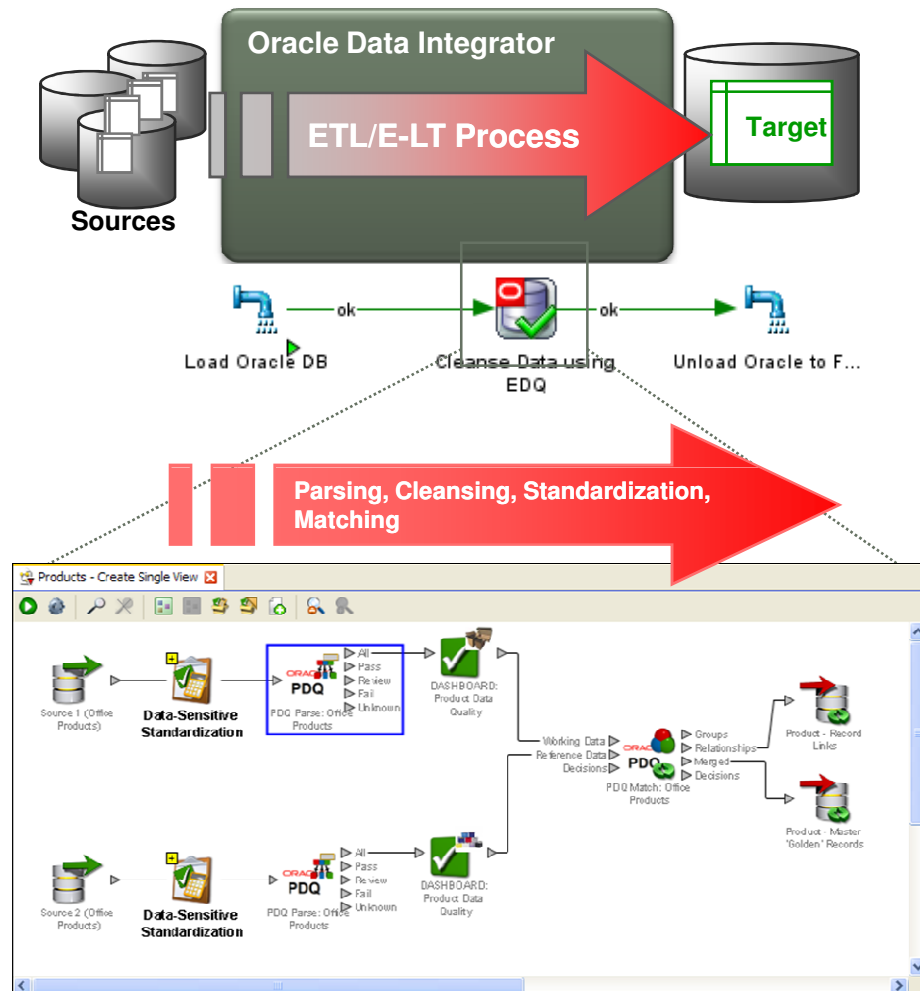 Oracle Data Integrator
ETL/E-LT Process
Target
Sources
ok
ok
Load Oracle DB
Cleanse Data using
EDQ
Unload Oracle to F...
Parsing, Cleansing, Standardization,
Matching
Products - Create Single View
All
Pass
Review
Fail
Unknown
ORACLE
PDQ
PDQ Parse: Office
Products
Source 1 (Office
Products)
Data-Sensitive
Standardization
DASHBOARD:
Product Data
Quality
Working Data
Reference Data
Decisions
ORACLE
PDQ
PDQ Match: Office
Products
Groups
Relationships
Merged
Decisions
Product - Record
Links
Product - Master
'Golden' Records
Source 2 (Office
Products)
Data-Sensitive
Standardization
ORACLE
PDQ
PDQ Parse: Office
Products
All
Pass
Review
Fail
Unknown
DASHBOARD:
Product Data
Quality